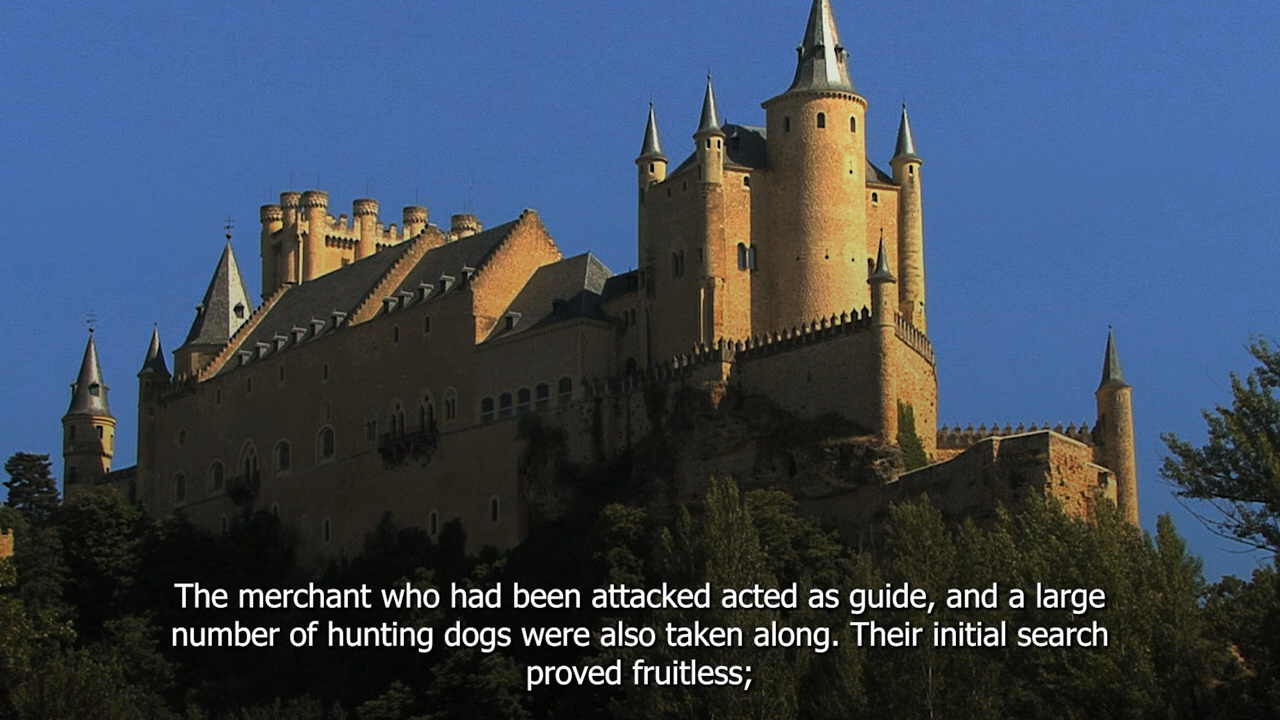 The merchant who had been attacked acted as guide, and a large
number of hunting dogs were also taken along. Their initial search
proved fruitless;